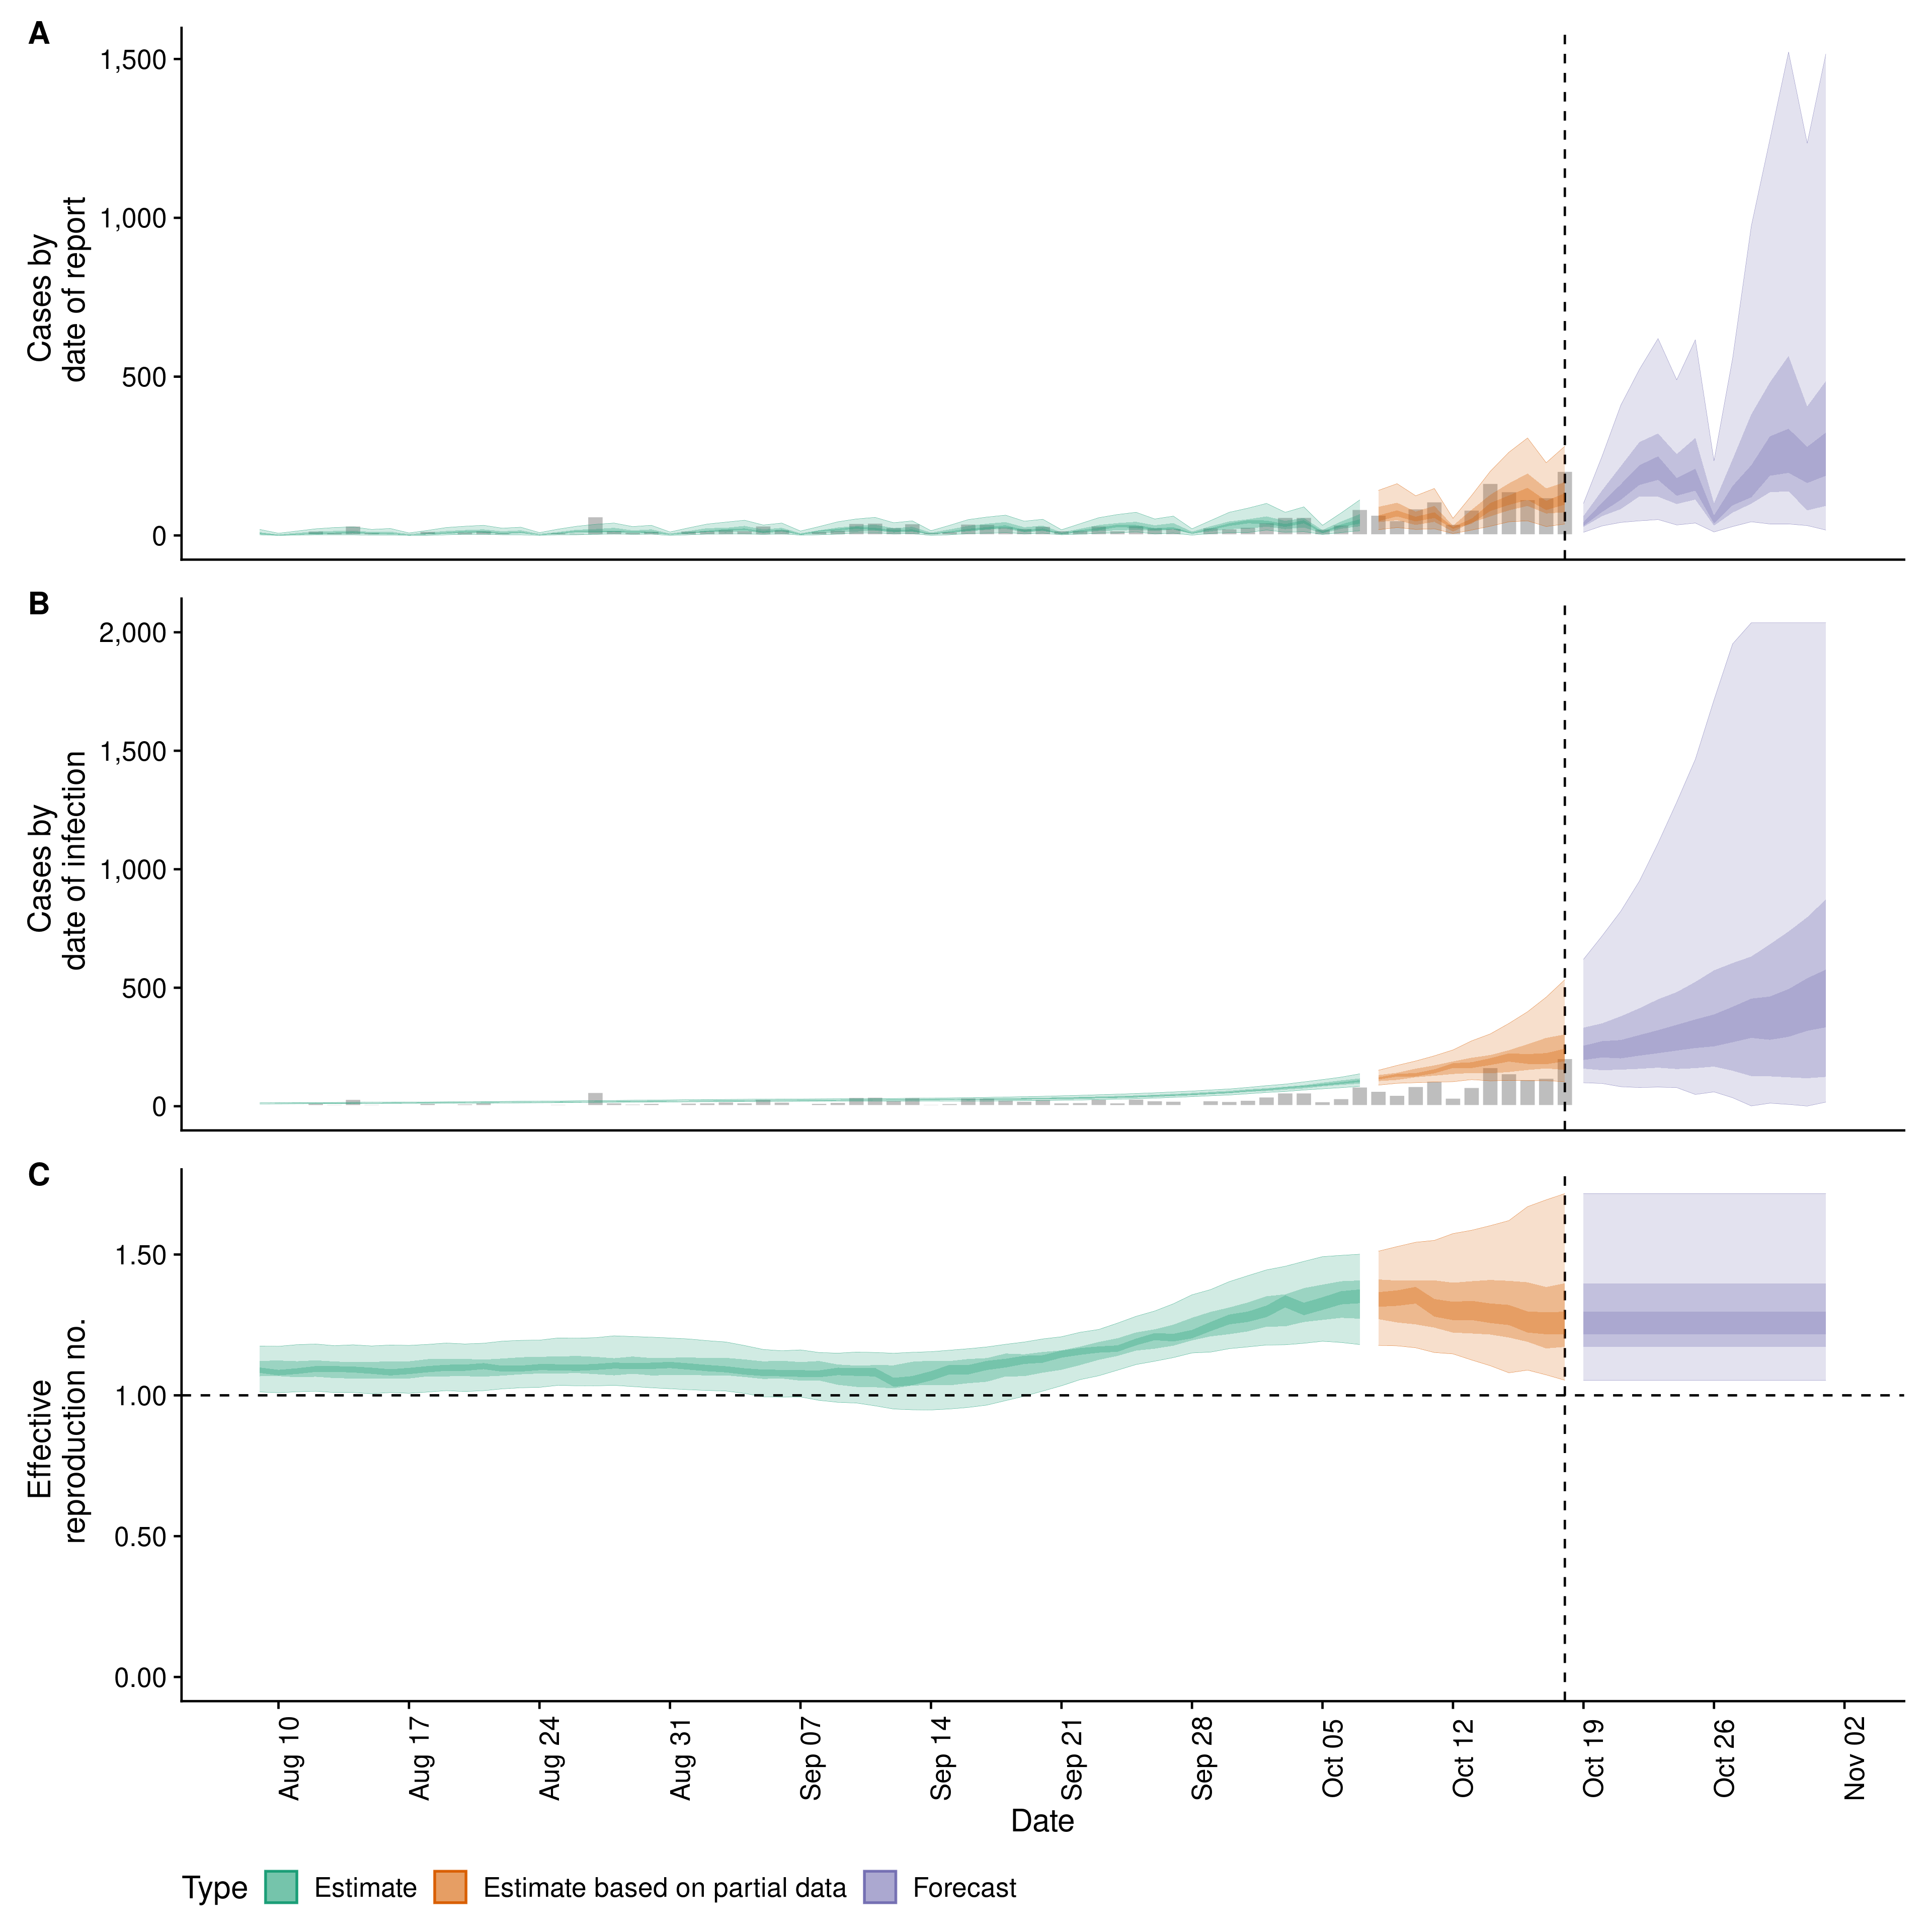 A
1,500
1,000
500
0
Cases by
date of report
B
2,000
1,500
1,000
500
0
Cases by
date of infection
C
1.50
1.00
0.50
0.00
Effective
reproduction no.
Aug 10
Aug 17
Aug 24
Aug 31
Sep 07
Sep 14
Sep 21
Sep 28
Oct 05
Oct 12
Oct 19
Oct 26
Nov 02
Date
Type Estimate Estimate based on partial data Forecast